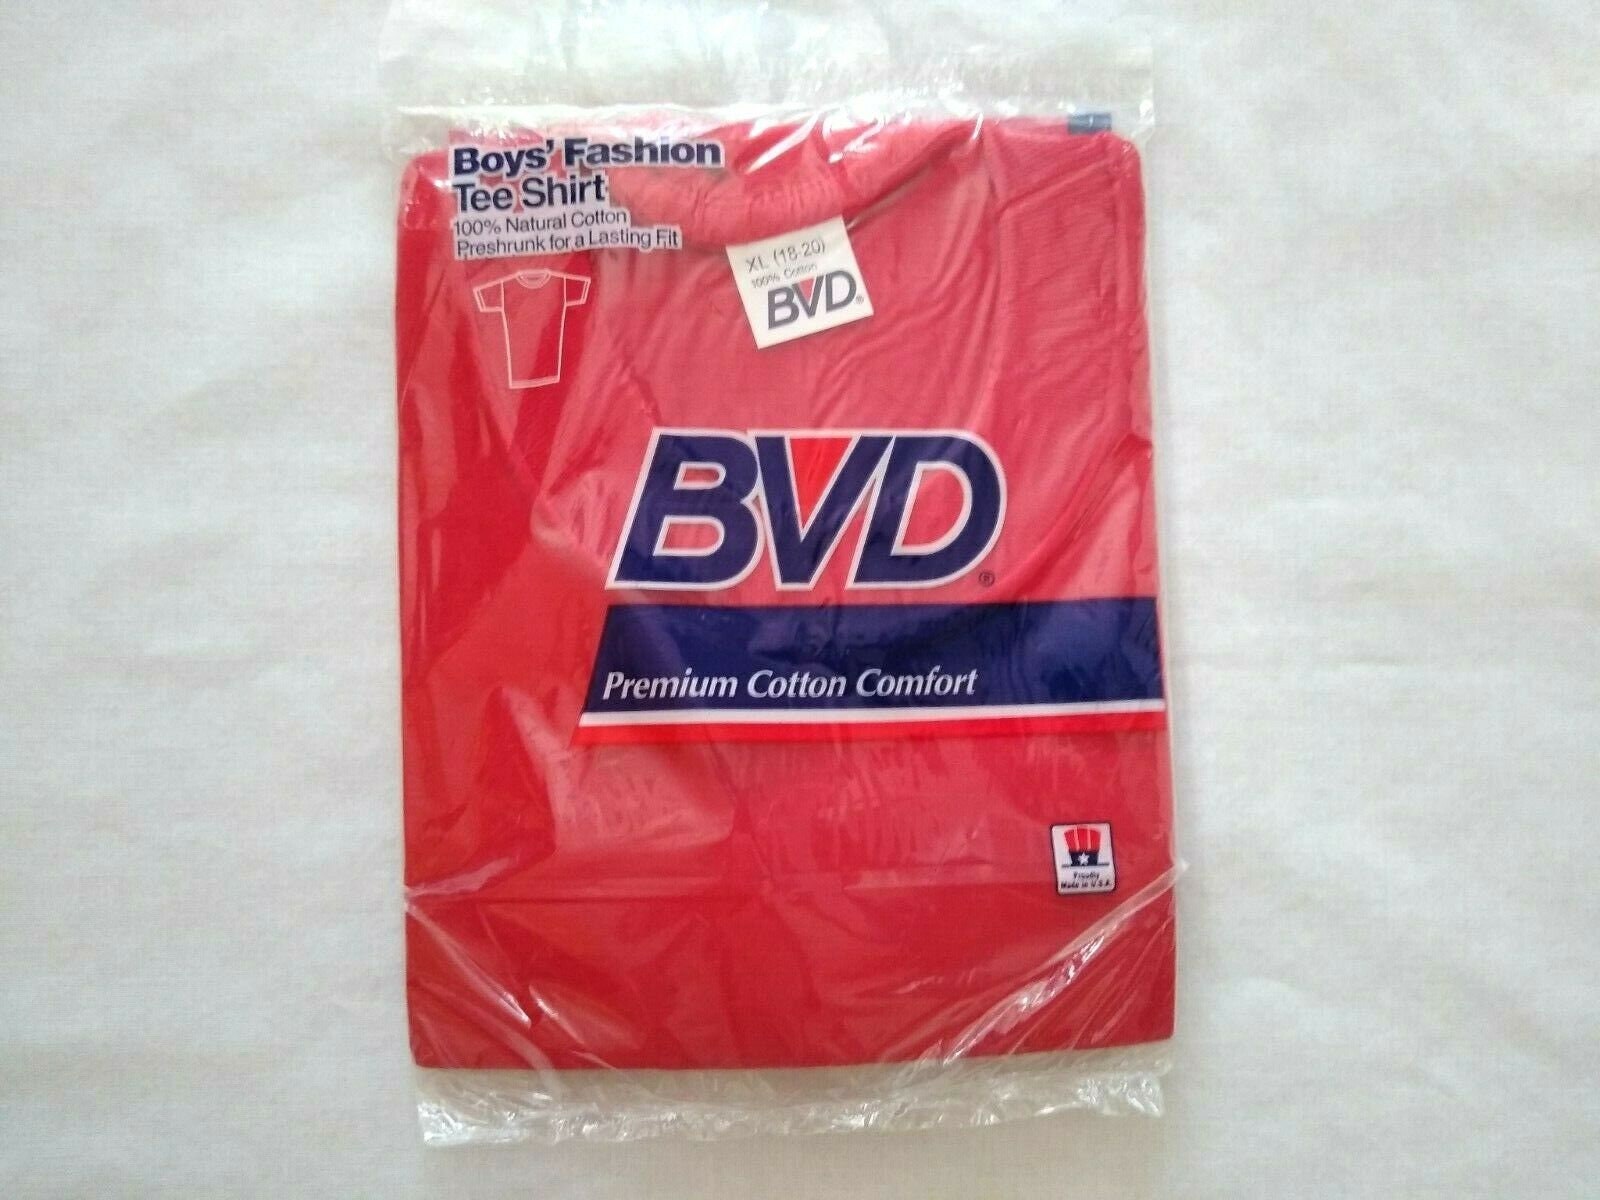 Boys' Fashion
Tee Shirt
100% Natural Cotton
Preshrunk for a Lasting Fit
XL (18-20)
100% Cotton
BVD®
BVD®
Premium Cotton Comfort
Proudly
Made in U.S.A.